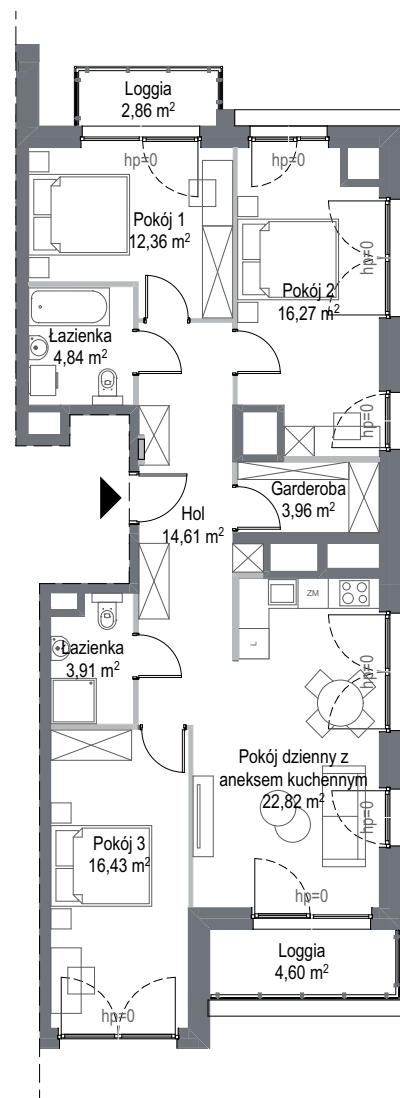 Loggia
2,86 m²
hp=0
hp=0
Pokój 1
12,36 m²
hp=0
Pokój 2
16,27 m²
Łazienka
4,84 m²
hp=0
Garderoba
3,96 m²
Hol
14,61 m²
ZM
L
Łazienka
3,91 m²
hp=0
Pokój dzienny z
aneksem kuchennym
22,82 m²
hp=0
Pokój 3
16,43 m²
hp=0
Loggia
4,60 m²
hp=0